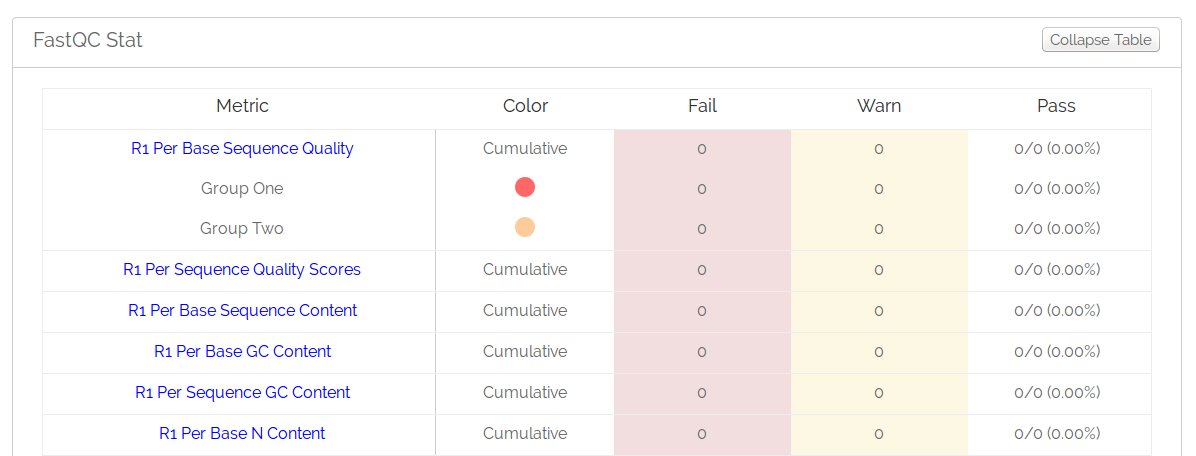 FastQC Stat
Collapse Table
Metric Color Fail Warn Pass
R1 Per Base Sequence Quality Cumulative 0 0 0/0 (0.00%)
Group One 0 0 0/0 (0.00%)
Group Two 0 0 0/0 (0.00%)
R1 Per Sequence Quality Scores Cumulative 0 0 0/0 (0.00%)
R1 Per Base Sequence Content Cumulative 0 0 0/0 (0.00%)
R1 Per Base GC Content Cumulative 0 0 0/0 (0.00%)
R1 Per Sequence GC Content Cumulative 0 0 0/0 (0.00%)
R1 Per Base N Content Cumulative 0 0 0/0 (0.00%)